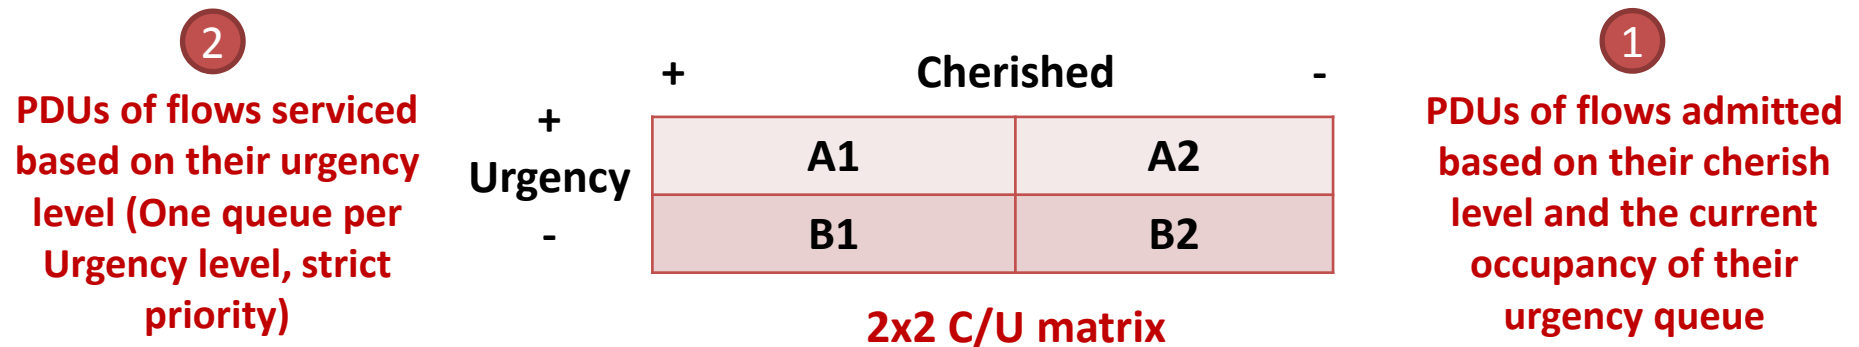 2
PDUs of flows serviced
based on their urgency
level (One queue per
Urgency level, strict
priority)
+ Cherished -
+
Urgency
-
A1 A2
B1 B2
2x2 C/U matrix
1
PDUs of flows admitted
based on their cherish
level and the current
occupancy of their
urgency queue